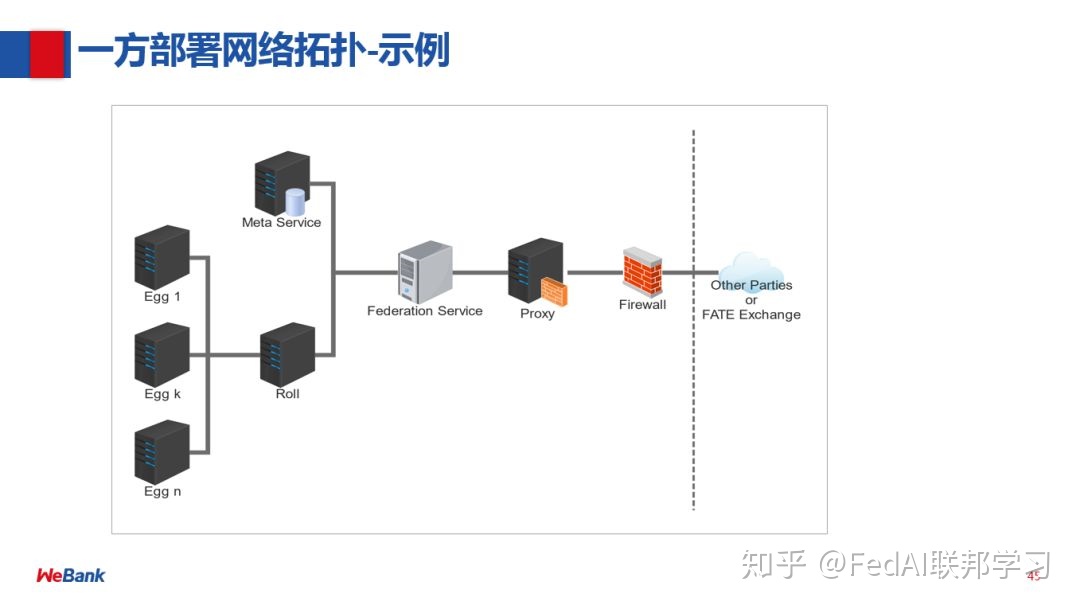 一方部署网络拓扑-示例
Meta Service
Egg 1
Federation Service
Proxy
Firewall
Other Parties
or
FATE Exchange
Egg k
Roll
Egg n
WeBank
知乎 @FedAI联邦学习
45